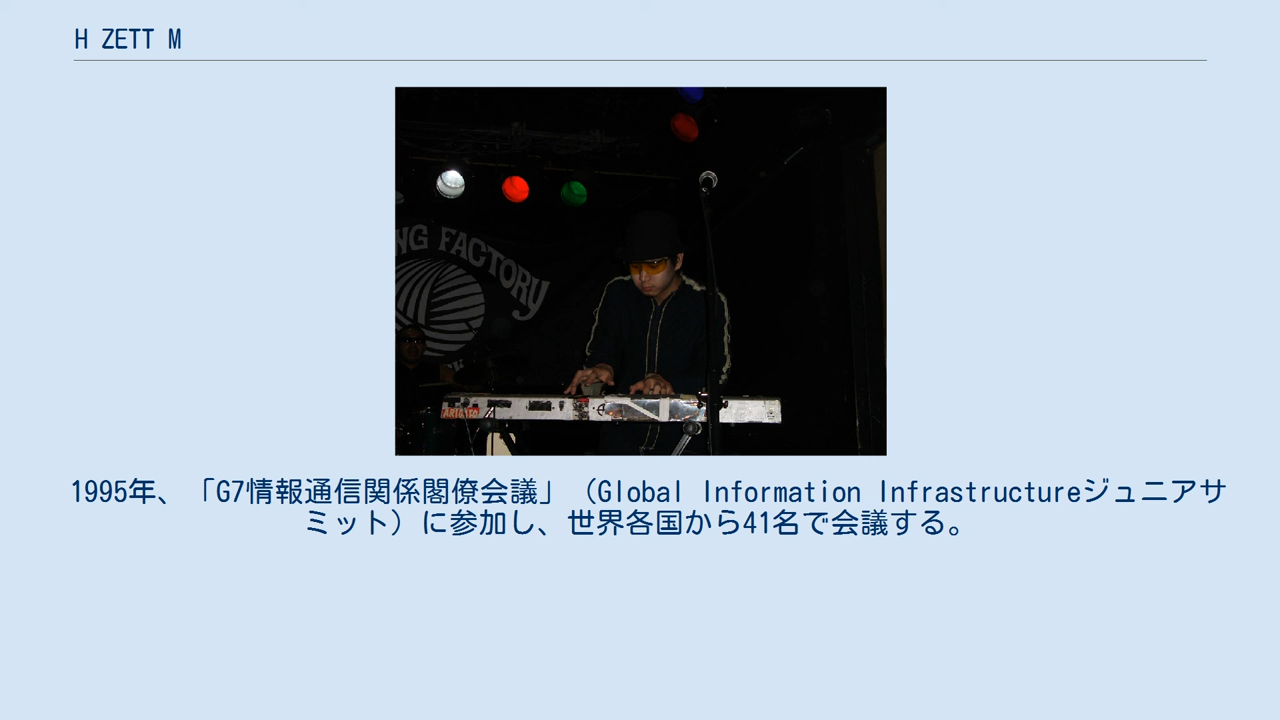 H ZETT M
NG FACTORY
1995年、「G7情報通信関係閣僚会議」（Global Information Infrastructureジュニアサ
ミット）に参加し、世界各国から41名で会議する。